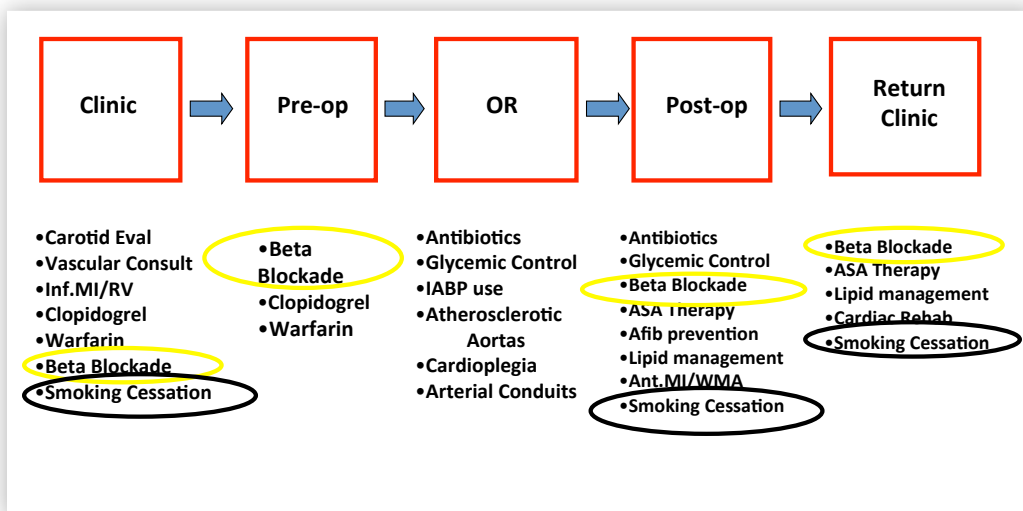 Clinic
Pre-op
OR
Post-op
Return
Clinic
•Carotid Eval
•Vascular Consult
•Inf.MI/RV
•Clopidogrel
•Warfarin
•Beta Blockade
•Smoking Cessation
•Beta
Blockade
•Clopidogrel
•Warfarin
•Antibiotics
•Glycemic Control
•IABP use
•Atherosclerotic
Aortas
•Cardioplegia
•Arterial Conduits
•Antibiotics
•Glycemic Control
•Beta Blockade
•ASA Therapy
•Afib prevention
•Lipid management
•Ant.MI/WMA
•Smoking Cessation
•Beta Blockade
•ASA Therapy
•Lipid management
•Cardiac Rehab
•Smoking Cessation